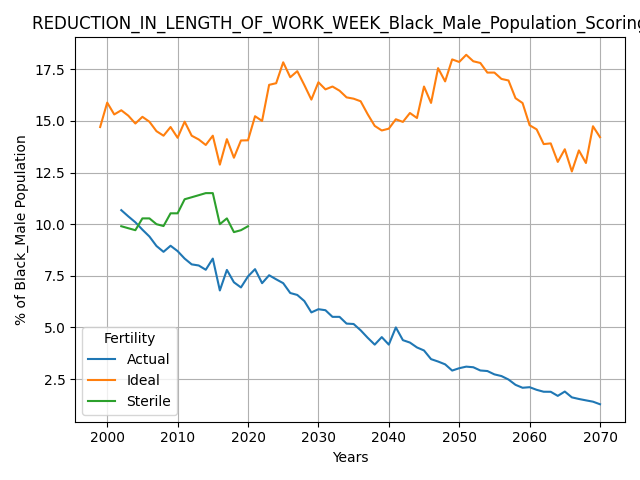 REDUCTION_IN_LENGTH_OF_WORK_WEEK_Black_Male_Population_Scoring
17.5
15.0
12.5
10.0
7.5
5.0
2.5
% of Black_Male Population
Fertility
Actual
Ideal
Sterile
2000 2010 2020 2030 2040 2050 2060 2070
Years